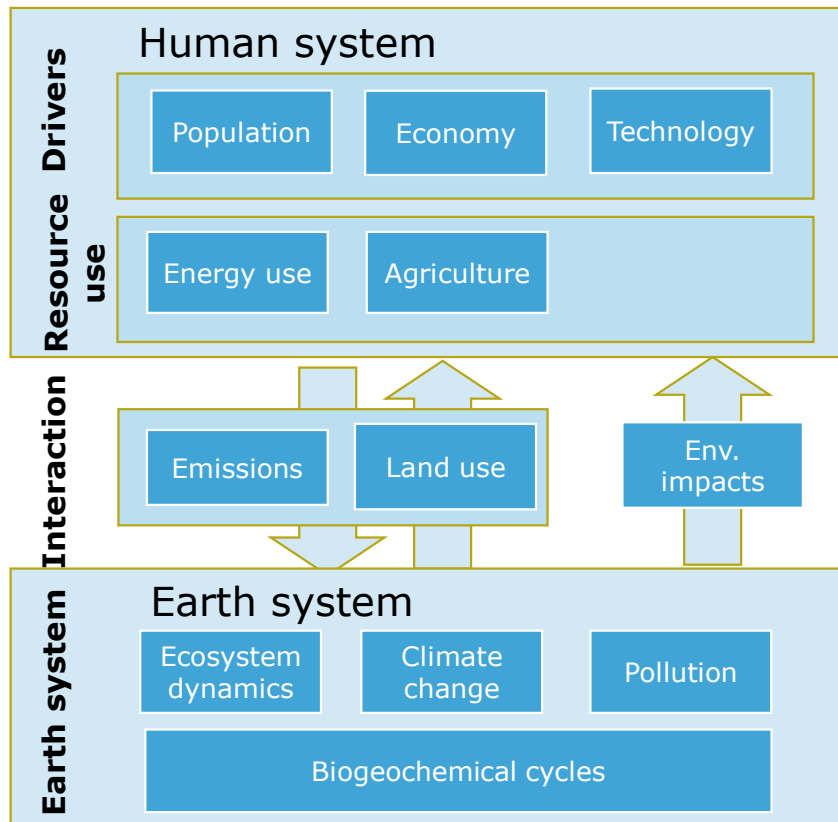 Human system
Drivers
Population
Economy
Technology
Resource
use
Energy use
Agriculture
Interaction
Emissions
Land use
Env.
impacts
Earth system
Earth system
Ecosystem
dynamics
Climate
change
Pollution
Biogeochemical cycles